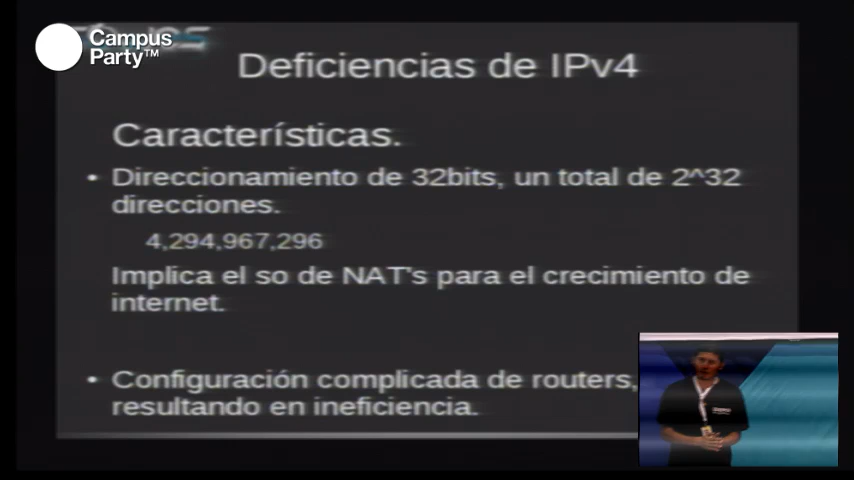 Campus
Party™
Deficiencias de IPv4
Características.
• Direccionamiento de 32bits, un total de 2^32
direcciones.
4,294,967,296
Implica el so de NAT's para el crecimiento de
internet.
• Configuración complicada de routers,
resultando en ineficiencia.